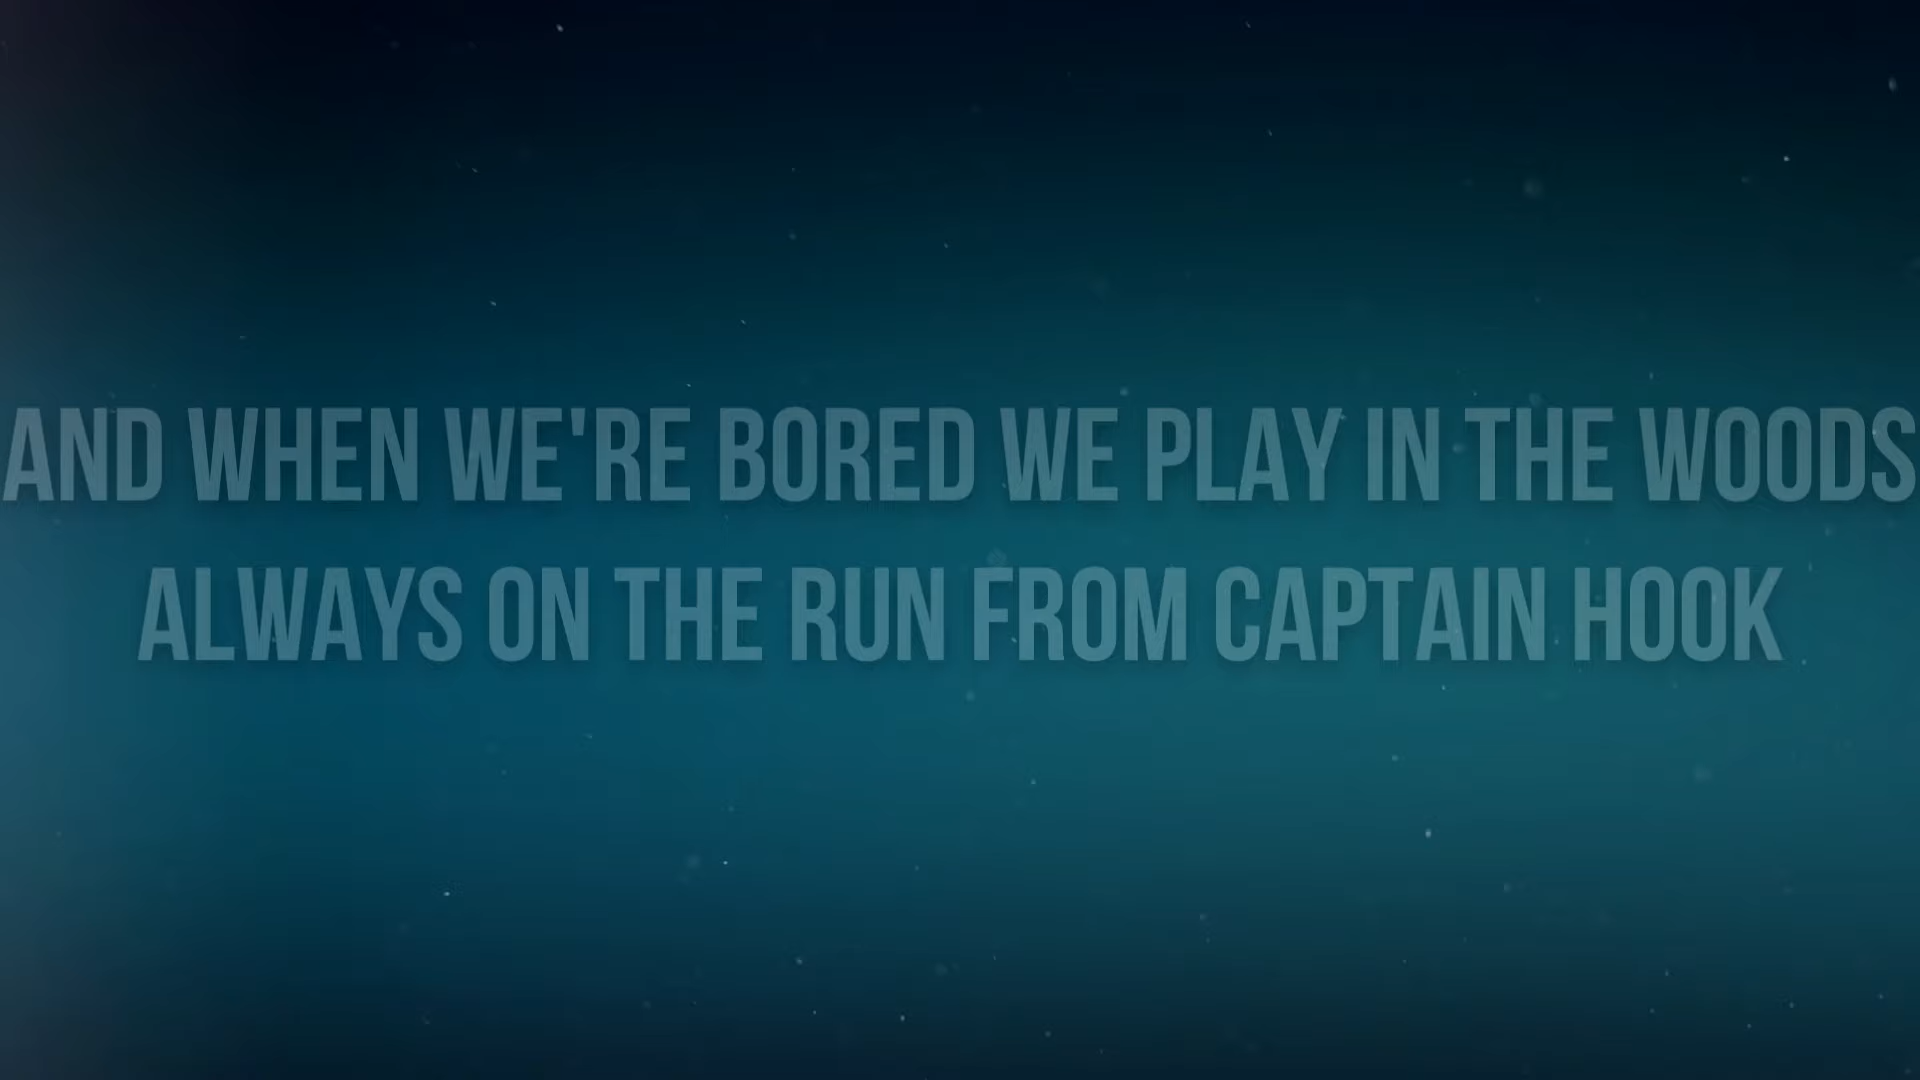 AND WHEN WE'RE BORED WE PLAY IN THE WOODS
ALWAYS ON THE RUN FROM CAPTAIN HOOK